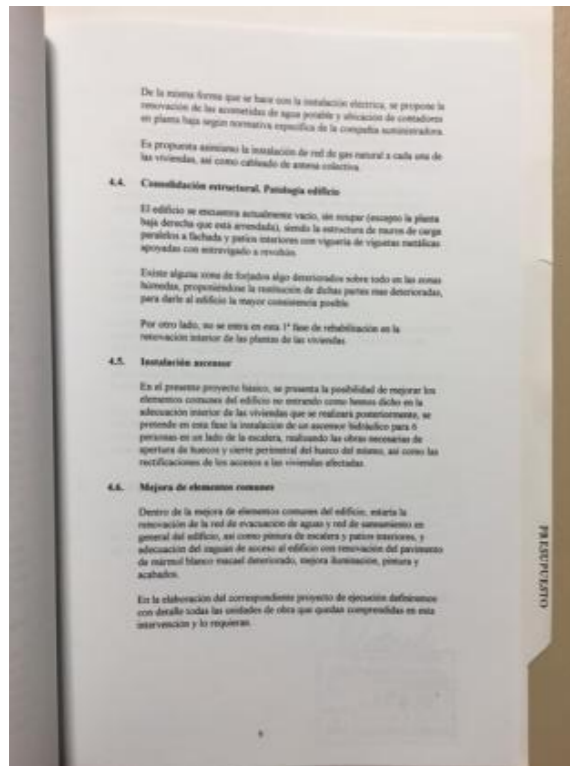 De la misma forma que se hace con la instalación eléctrica, se propone la
renovación de las acometidas de agua potable y ubicación de contadores
en planta baja según normativa específica de la compañía suministradora.
Es propuesta asimismo la instalación de red de gas natural a cada una de
las viviendas, así como cableado de antena colectiva.
4.4. Consolidación estructural. Patología edificio
El edificio se encuentra actualmente vacío, sin ocupar (excepto la planta
baja derecha que está arrendada), siendo la estructura de muros de carga
paralelos a fachada y patios interiores con viguería de viguetas metálicas
apoyadas con entrevigado a revoltón.
Existe alguna zona de forjados algo deteriorados sobre todo en las zonas
húmedas, proponiéndose la restitución de dichas partes mas deterioradas,
para darle al edificio la mayor consistencia posible.
Por otro lado, no se entra en esta 1ª fase de rehabilitación en la
renovación interior de las plantas de las viviendas.
4.5. Instalación ascensor
En el presente proyecto básico, se presenta la posibilidad de mejorar los
elementos comunes del edificio no entrando como hemos dicho en la
adecuación interior de las viviendas que se realizará posteriormente, se
pretende en esta fase la instalación de un ascensor hidráulico para 6
personas en un lado de la escalera, realizando las obras necesarias de
apertura de huecos y cierre perimetral del hueco del mismo, así como las
rectificaciones de los accesos a las viviendas afectadas.
4.6. Mejora de elementos comunes
Dentro de la mejora de elementos comunes del edificio, estaría la
renovación de la red de evacuación de aguas y red de saneamiento en
general del edificio, así como pintura de escalera y patios interiores, y
adecuación del zaguán de acceso al edificio con renovación del pavimento
de mármol blanco macael deteriorado, mejora iluminación, pintura y
acabados.
En la elaboración del correspondiente proyecto de ejecución definiremos
con detalle todas las unidades de obra que quedan comprendidas en esta
intervención y lo requieran.
PRESUPUESTO